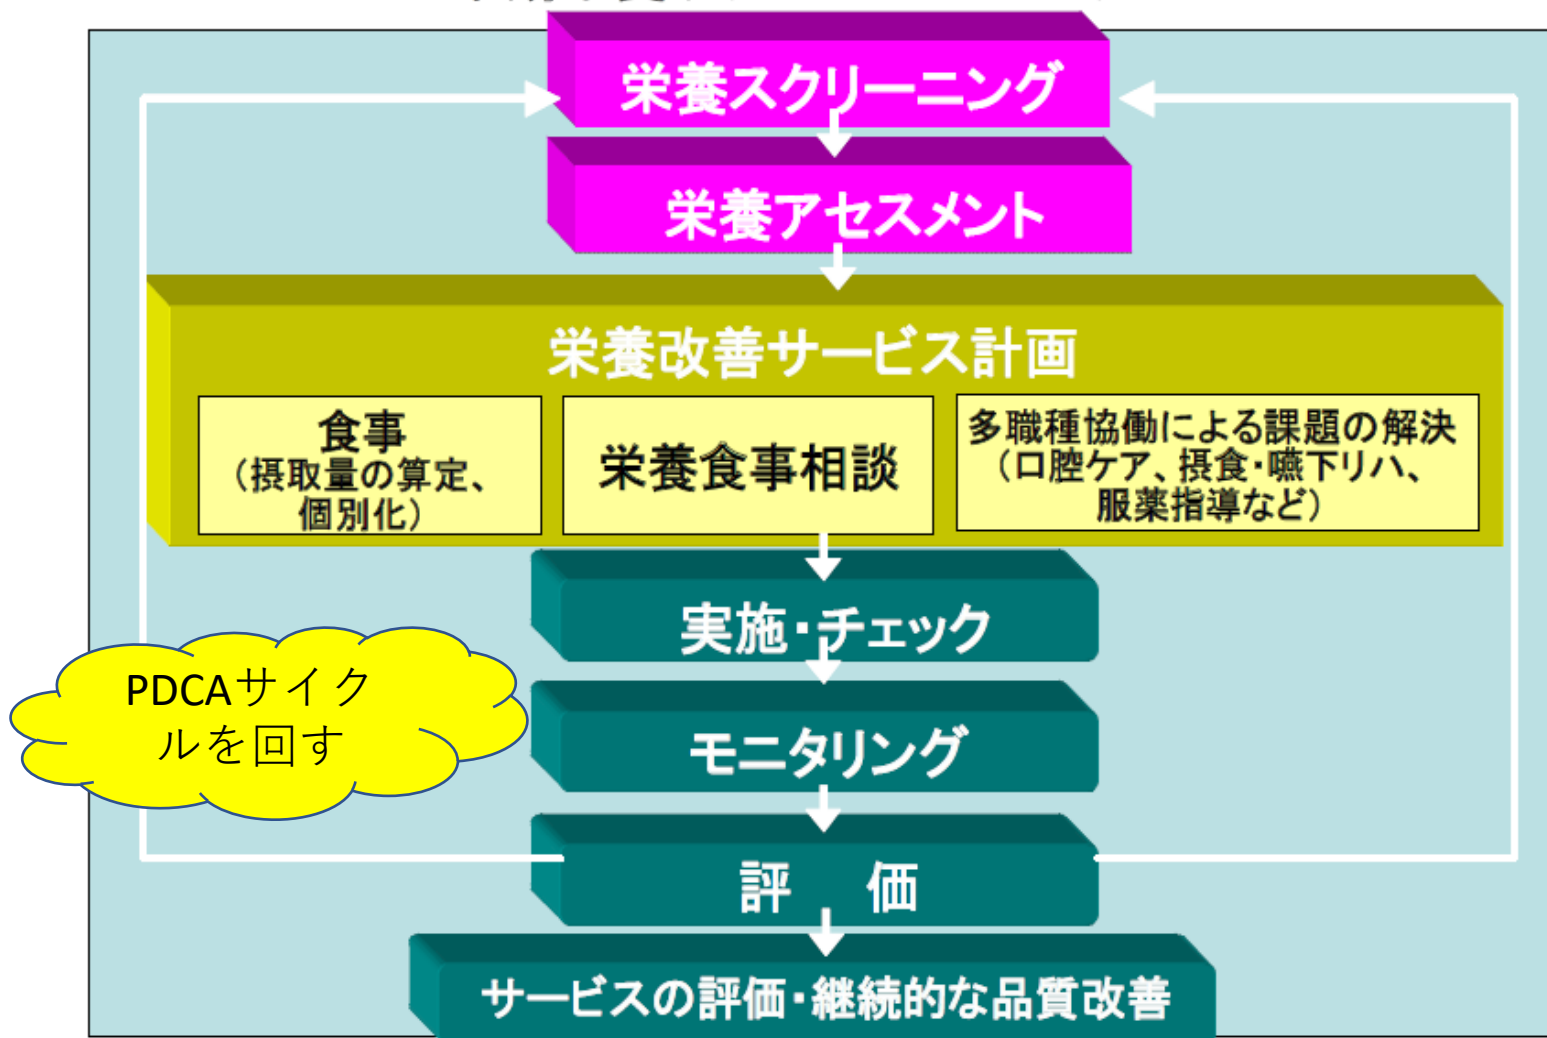 栄養スクリーニング
栄養アセスメント
栄養改善サービス計画
食事
（摂取量の算定、
個別化）
栄養食事相談
多職種協働による課題の解決
（口腔ケア、摂食・嚥下リハ、
服薬指導など）
実施・チェック
PDCAサイク
ルを回す
モニタリング
評　価
サービスの評価・継続的な品質改善